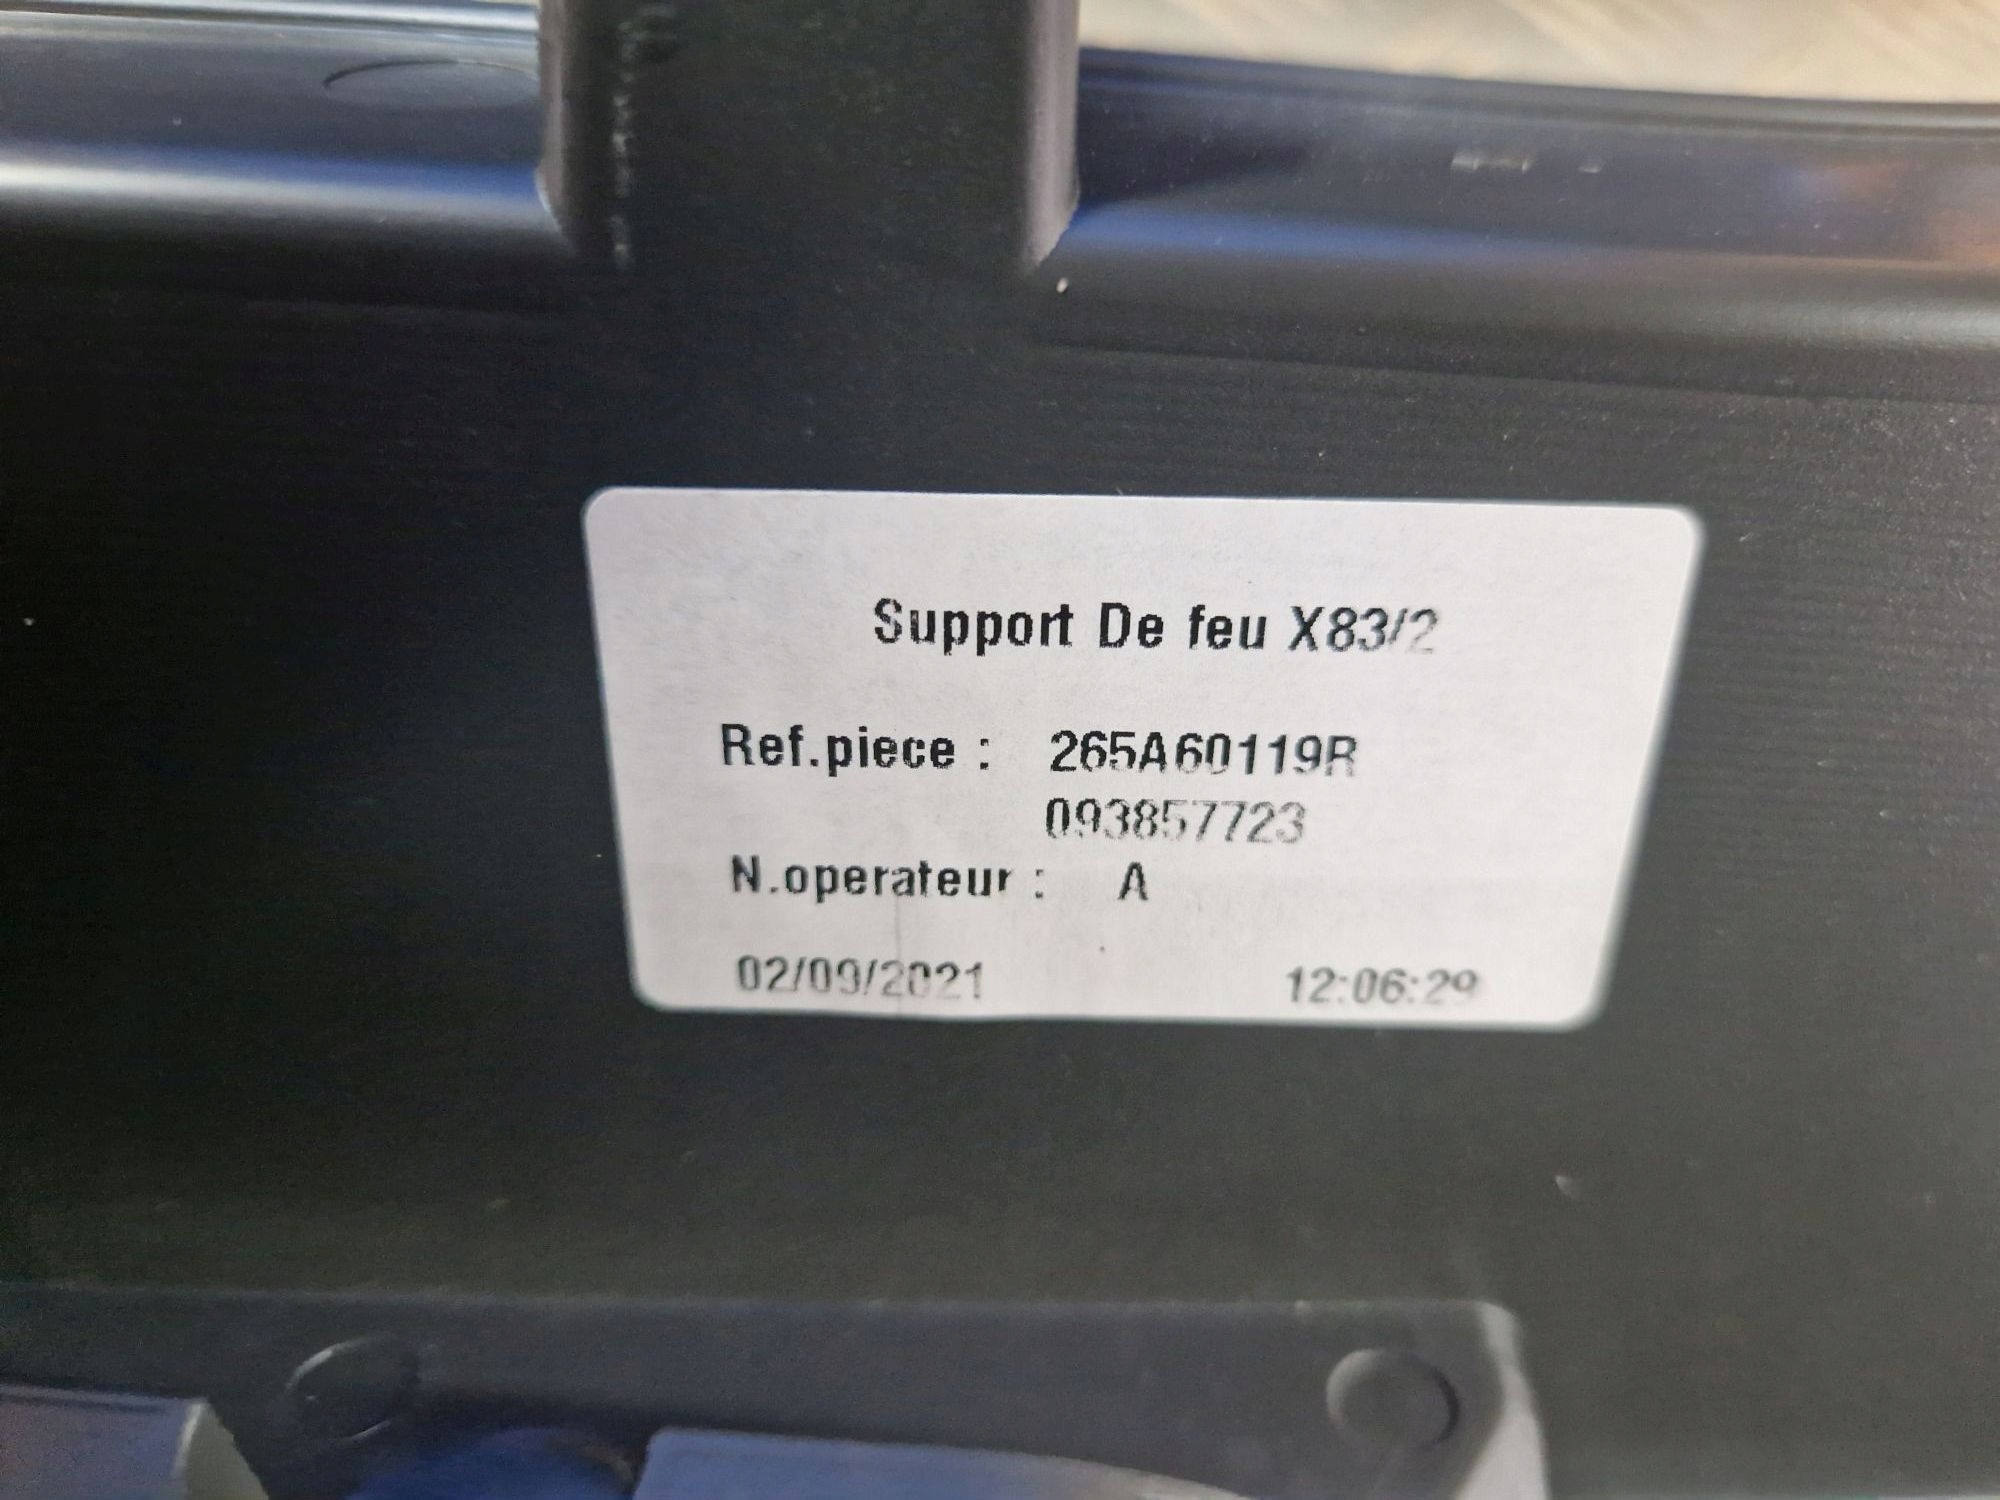 Support De feu X83/2
Ref.piece : 265A60119R
093857723
N.operateur : A
02/09/2021 12:06:29